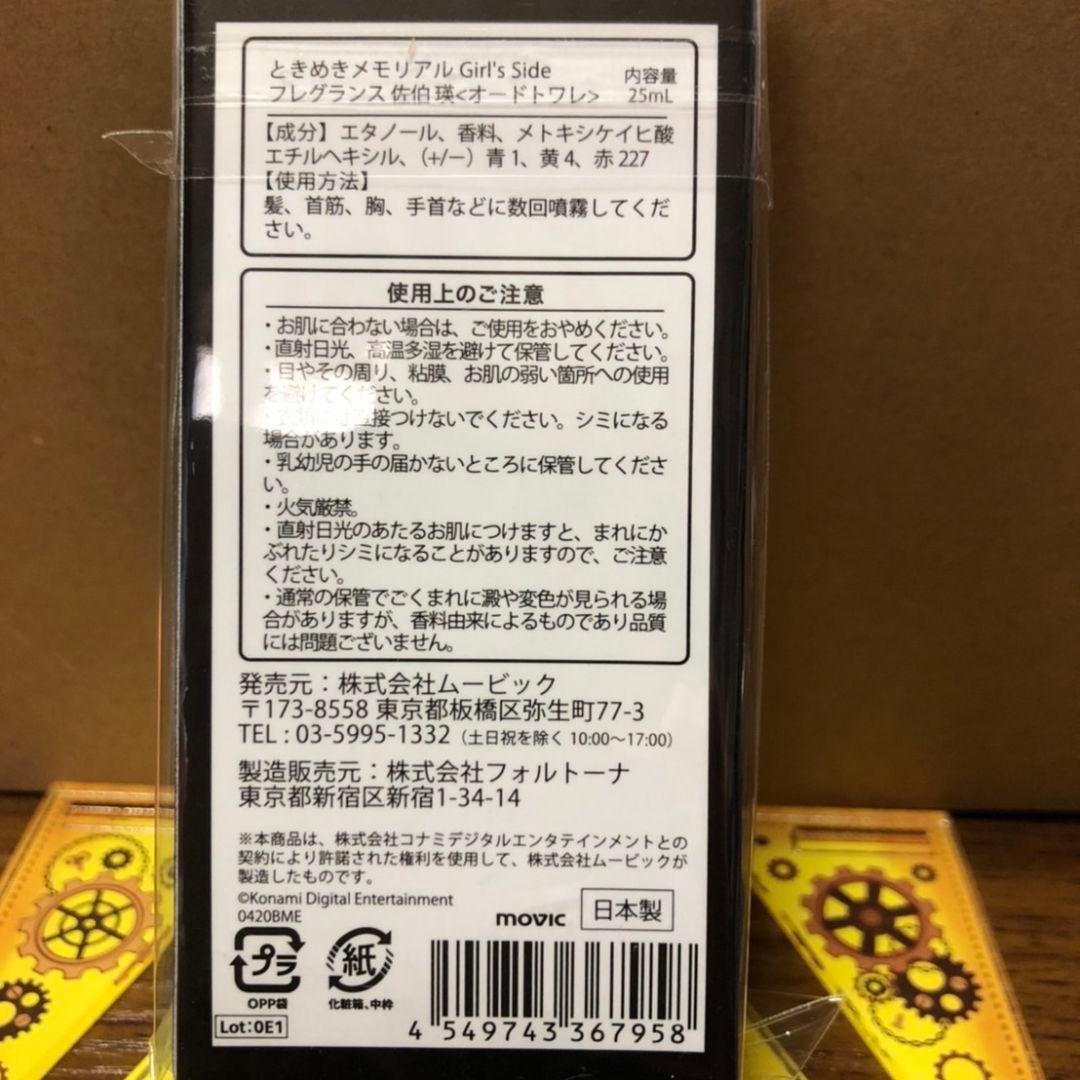 ときめきメモリアル Girl's Side
フレグランス 佐伯 瑛<オードトワレ>
内容量
25mL
【成分】エタノール、香料、メトキシケイヒ酸
エチルヘキシル、（+/−）青 1、黄 4、赤 227
【使用方法】
髪、首筋、胸、手首などに数回噴霧してくだ
さい。
使用上のご注意
・お肌に合わない場合は、ご使用をおやめください。
・直射日光、高温多湿を避けて保管してください。
・目やその周り、粘膜、お肌の弱い箇所への使用
を避けてください。
・衣類には直接つけないでください。シミになる
場合があります。
・乳幼児の手の届かないところに保管してくださ
い。
・火気厳禁。
・直射日光のあたるお肌につけますと、まれにか
ぶれたりシミになることがありますので、ご注意
ください。
・通常の保管でごくまれに澱や変色が見られる場
合がありますが、香料由来によるものであり品質
には問題ございません。
発売元：株式会社ムービック
〒173-8558 東京都板橋区弥生町77-3
TEL : 03-5995-1332（土日祝を除く 10:00〜17:00）
製造販売元：株式会社フォルトーナ
東京都新宿区新宿1-34-14
※本商品は、株式会社コナミデジタルエンタテインメントとの
契約により許諾された権利を使用して、株式会社ムービックが
製造したものです。
©Konami Digital Entertainment
0420BME
movic
日本製
プラ
OPP袋
紙
化粧箱、中枠
Lot:0E1
4 549743 367958